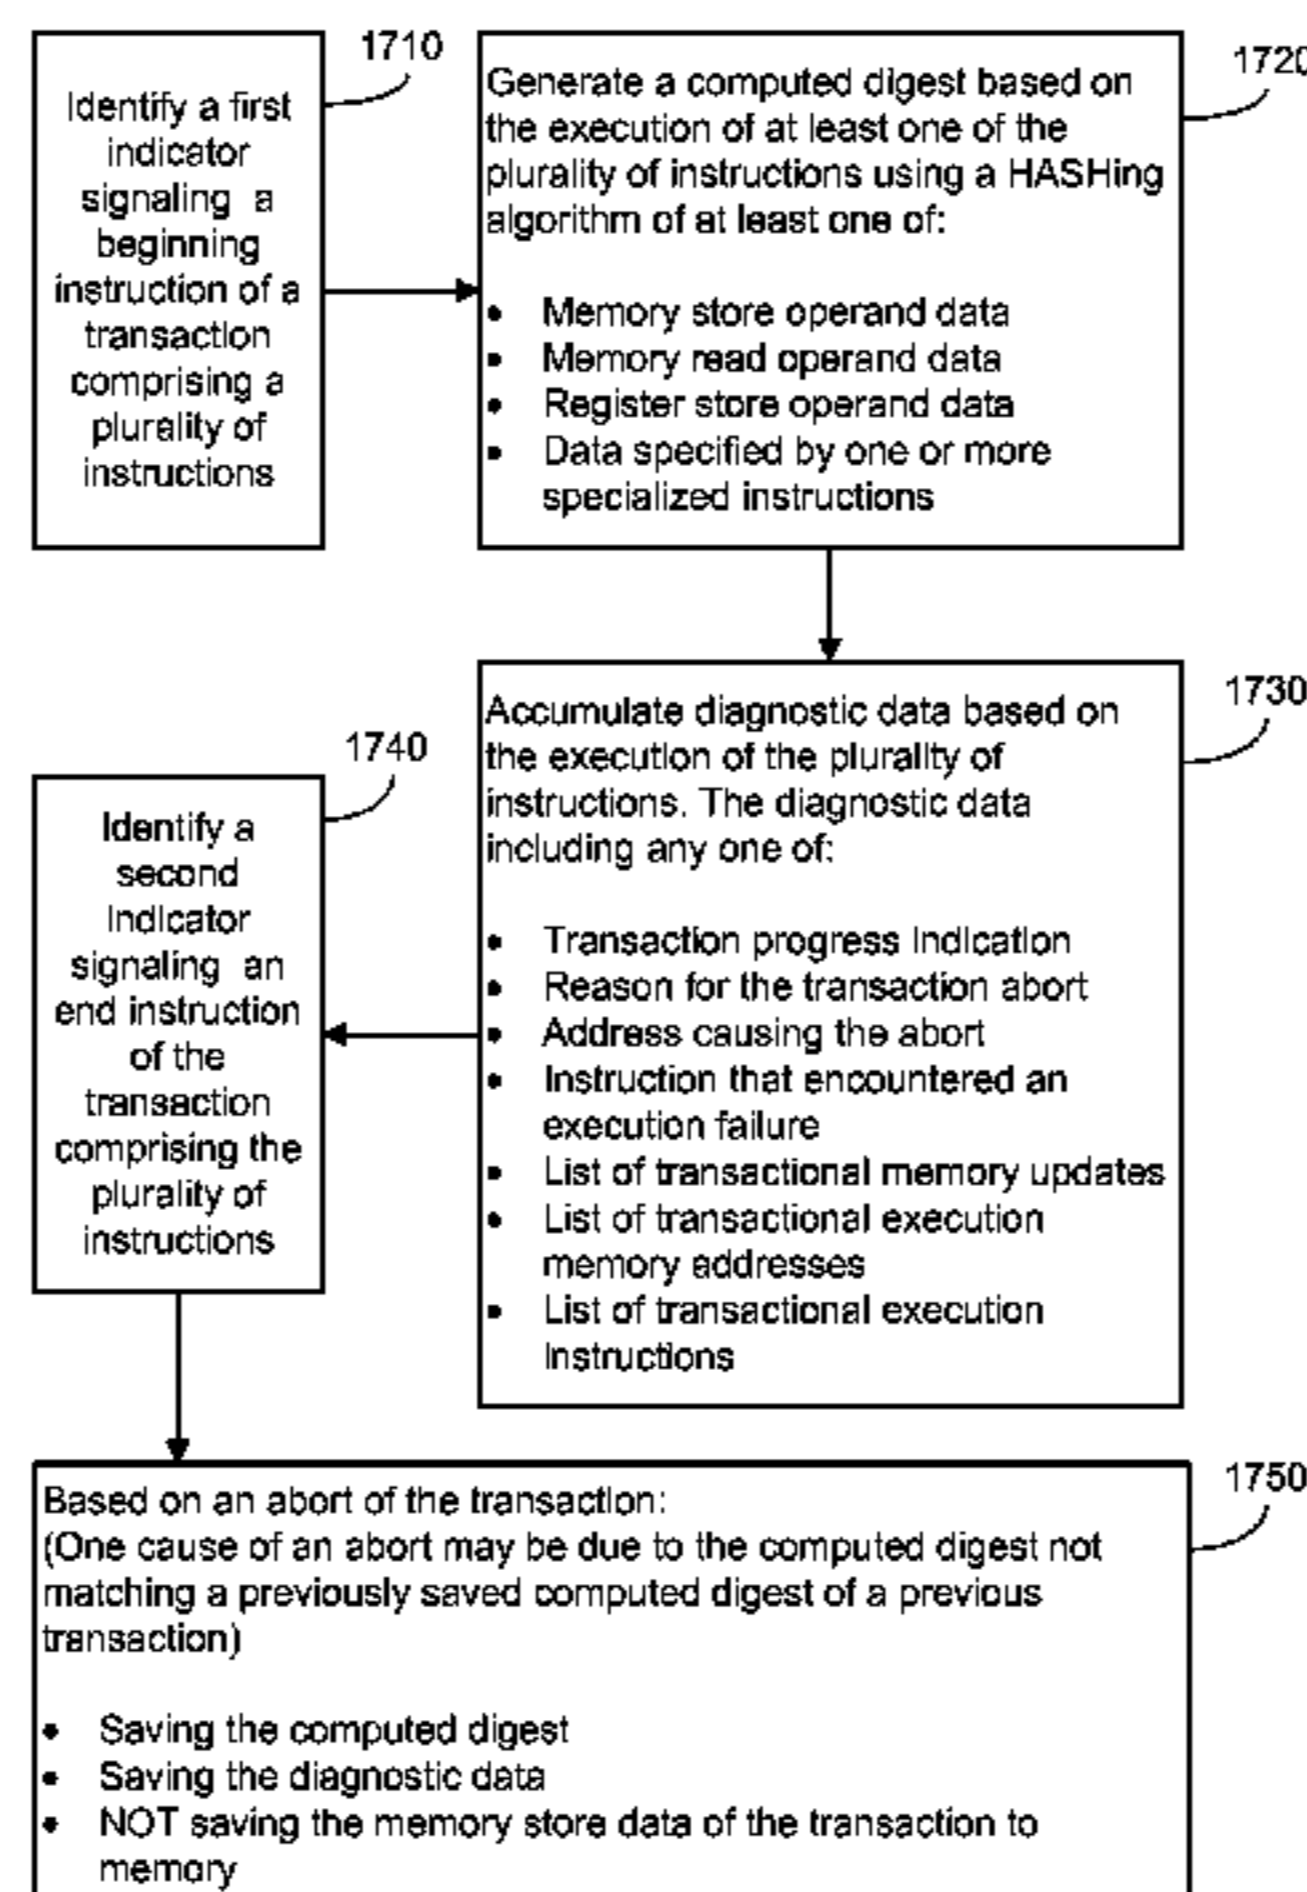 1710
Identify a first
indicator
signaling a
beginning
instruction of a
transaction
comprising a
plurality of
instructions
1720
Generate a computed digest based on
the execution of at least one of the
plurality of instructions using a HASHing
algorithm of at least one of:
• Memory store operand data
• Memory read operand data
• Register store operand data
• Data specified by one or more
specialized instructions
1730
Accumulate diagnostic data based on
the execution of the plurality of
instructions. The diagnostic data
including any one of:
• Transaction progress indication
• Reason for the transaction abort
• Address causing the abort
• Instruction that encountered an
execution failure
• List of transactional memory updates
• List of transactional execution
memory addresses
• List of transactional execution
instructions
1740
Identify a
second
indicator
signaling an
end instruction
of the
transaction
comprising the
plurality of
instructions
1750
Based on an abort of the transaction:
(One cause of an abort may be due to the computed digest not
matching a previously saved computed digest of a previous
transaction)
• Saving the computed digest
• Saving the diagnostic data
• NOT saving the memory store data of the transaction to
memory